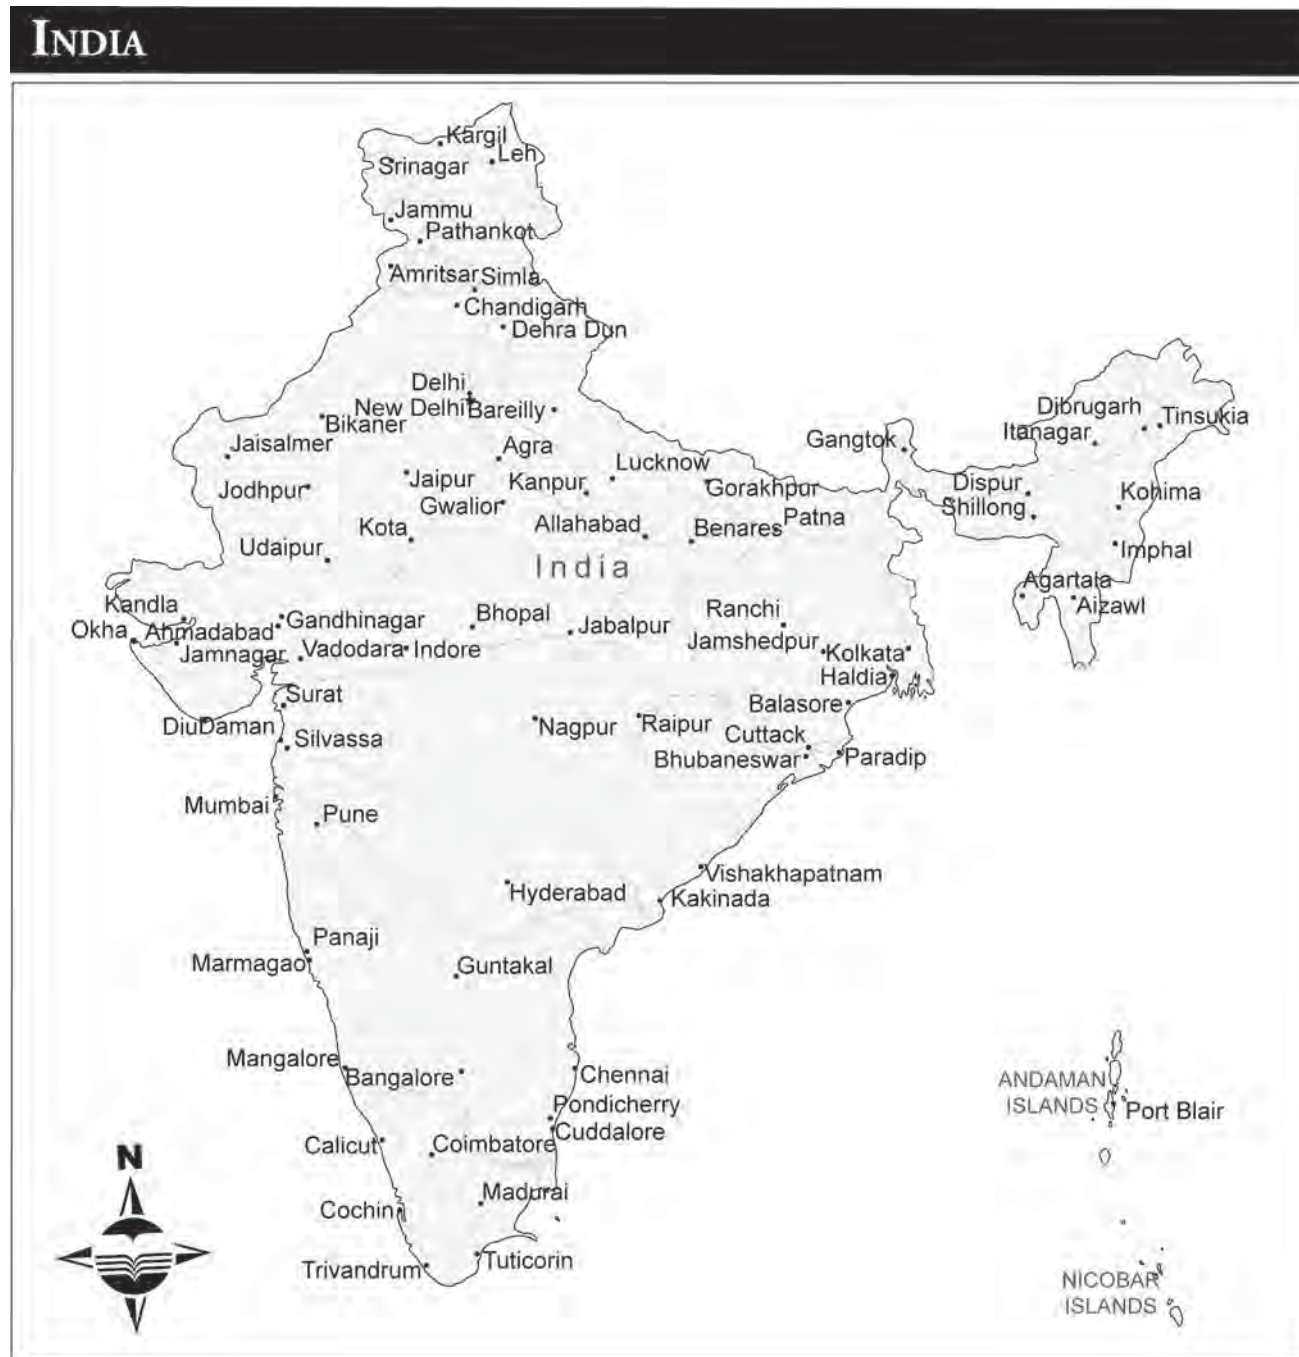 INDIA
Kargil
Leh
Srinagar
Jammu
Pathankot
Amritsar
Simla
Chandigarh
Dehra Dun
Delhi
New Delhi
Bareilly
Bikaner
Jaisalmer
Agra
Lucknow
Gangtok
Dibrugarh
Tinsukia
Itanagar
Jodhpur
Jaipur
Kanpur
Gorakhpur
Dispur
Kohima
Gwalior
Shillong
Kota
Allahabad
Benares
Patna
Udaipur
India
Imphal
Agartala
Aizawl
Kandla
Gandhinagar
Bhopal
Ranchi
Okha
Ahmadabad
Jabalpur
Jamshedpur
Jamnagar
Vadodara
Indore
Kolkata
Haldia
Surat
Balasore
Diu
Daman
Silvassa
Nagpur
Raipur
Cuttack
Bhubaneswar
Paradip
Mumbai
Pune
Vishakhapatnam
Hyderabad
Kakinada
Panaji
Marmagao
Guntakal
Mangalore
Bangalore
Chennai
ANDAMAN
ISLANDS
Port Blair
Pondicherry
Cuddalore
Calicut
Coimbatore
N
Madurai
Cochin
Trivandrum
Tuticorin
NICOBAR
ISLANDS